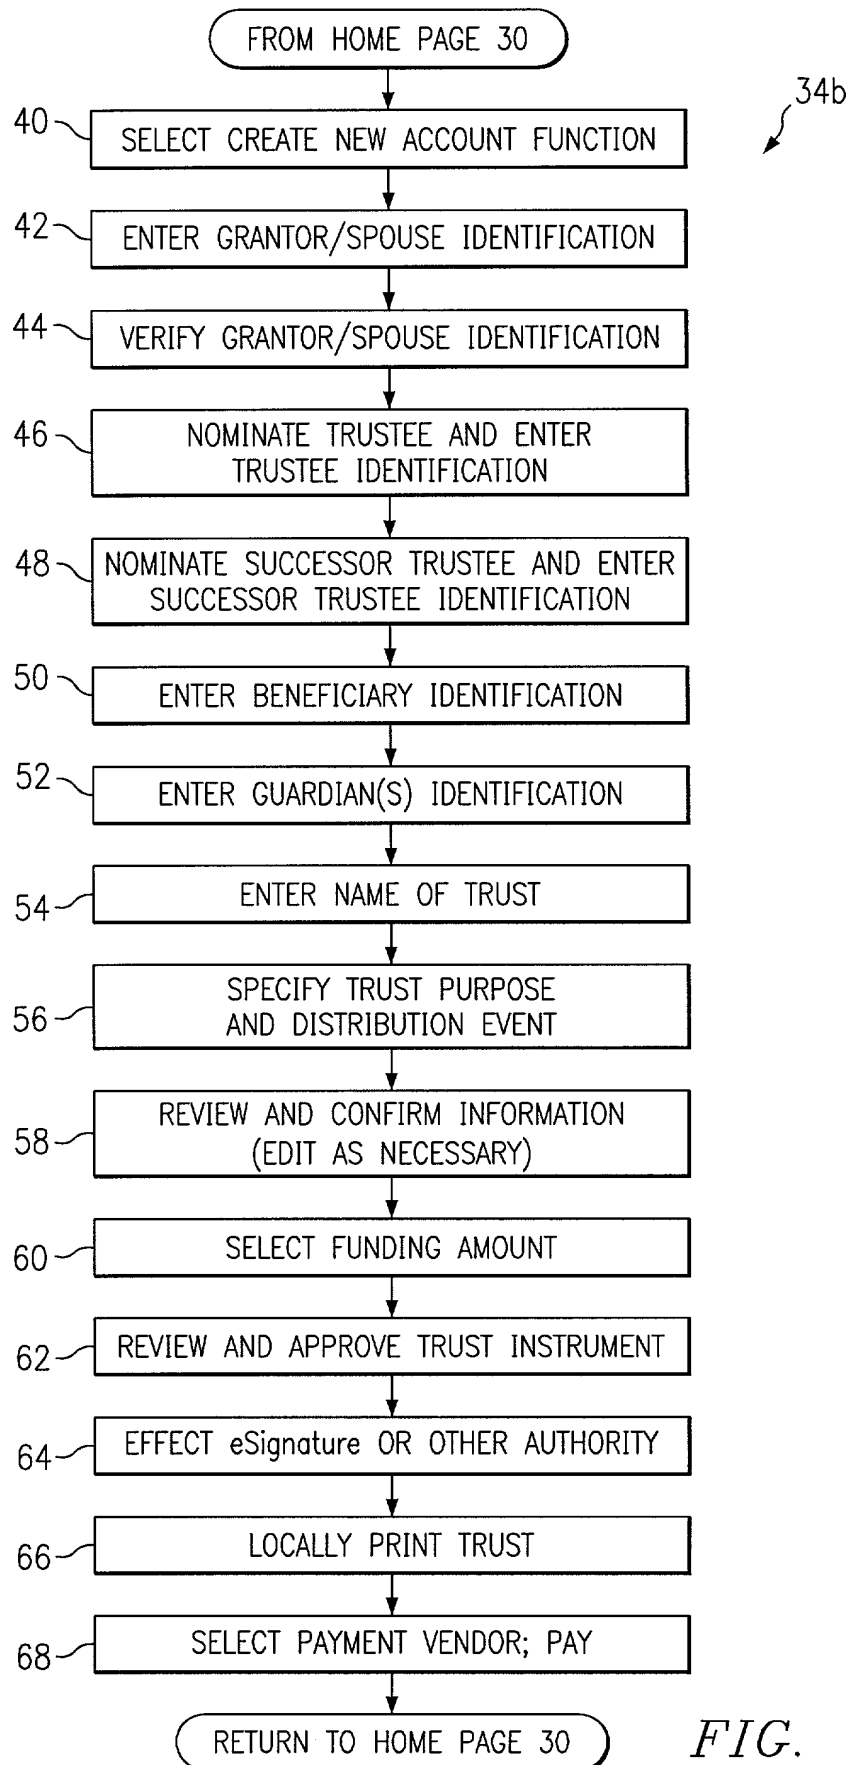 FROM HOME PAGE 30
34b
40
SELECT CREATE NEW ACCOUNT FUNCTION
42
ENTER GRANTOR/SPOUSE IDENTIFICATION
44
VERIFY GRANTOR/SPOUSE IDENTIFICATION
46
NOMINATE TRUSTEE AND ENTER
TRUSTEE IDENTIFICATION
48
NOMINATE SUCCESSOR TRUSTEE AND ENTER
SUCCESSOR TRUSTEE IDENTIFICATION
50
ENTER BENEFICIARY IDENTIFICATION
52
ENTER GUARDIAN(S) IDENTIFICATION
54
ENTER NAME OF TRUST
56
SPECIFY TRUST PURPOSE
AND DISTRIBUTION EVENT
58
REVIEW AND CONFIRM INFORMATION
(EDIT AS NECESSARY)
60
SELECT FUNDING AMOUNT
62
REVIEW AND APPROVE TRUST INSTRUMENT
64
EFFECT eSignature OR OTHER AUTHORITY
66
LOCALLY PRINT TRUST
68
SELECT PAYMENT VENDOR; PAY
RETURN TO HOME PAGE 30
FIG.